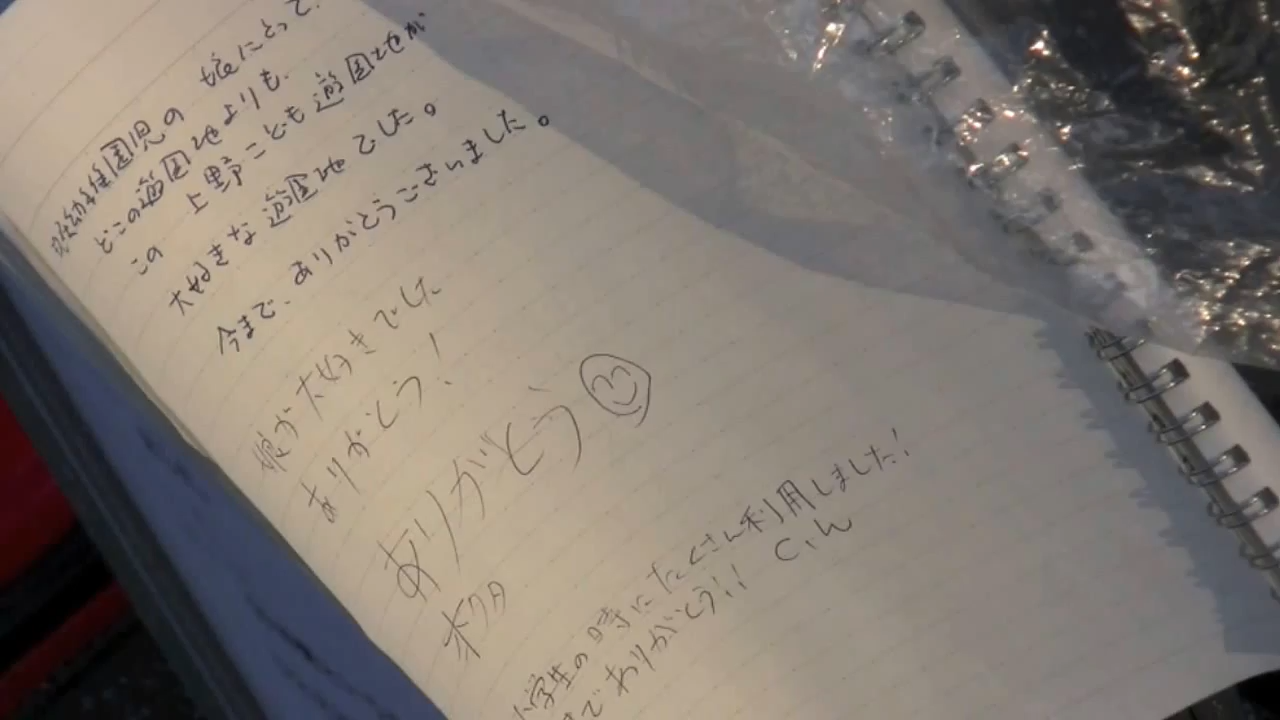 幼稚園児の娘にとって、
どこの遊園地よりも
この 上野こども遊園地が
大好きな遊園地でした。
今まで、ありがとうございました。
娘が大好きでした
ありがとう!
ありがとう
小学生の時にたくさん利用しました!
でありがとう!! C.h